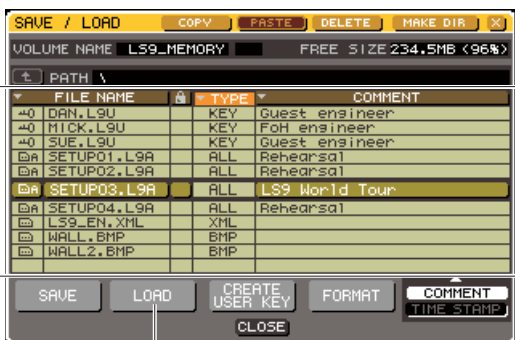 SAVE / LOAD COPY PASTE DELETE MAKE DIR X
VOLUME NAME LS9_MEMORY FREE SIZE 234.5MB (96%)
PATH \
FILE NAME TYPE COMMENT
DAN.L9U KEY Guest engineer
MICK.L9U KEY FoH engineer
SUE.L9U KEY Guest engineer
SETUP01.L9A ALL Rehearsal
SETUP02.L9A ALL Rehearsal
SETUP03.L9A ALL LS9 World Tour
SETUP04.L9A ALL Rehearsal
LS9_EN.XML XML
WALL.BMP BMP
WALL2.BMP BMP
SAVE LOAD CREATE USER KEY FORMAT COMMENT
TIME STAMP
CLOSE